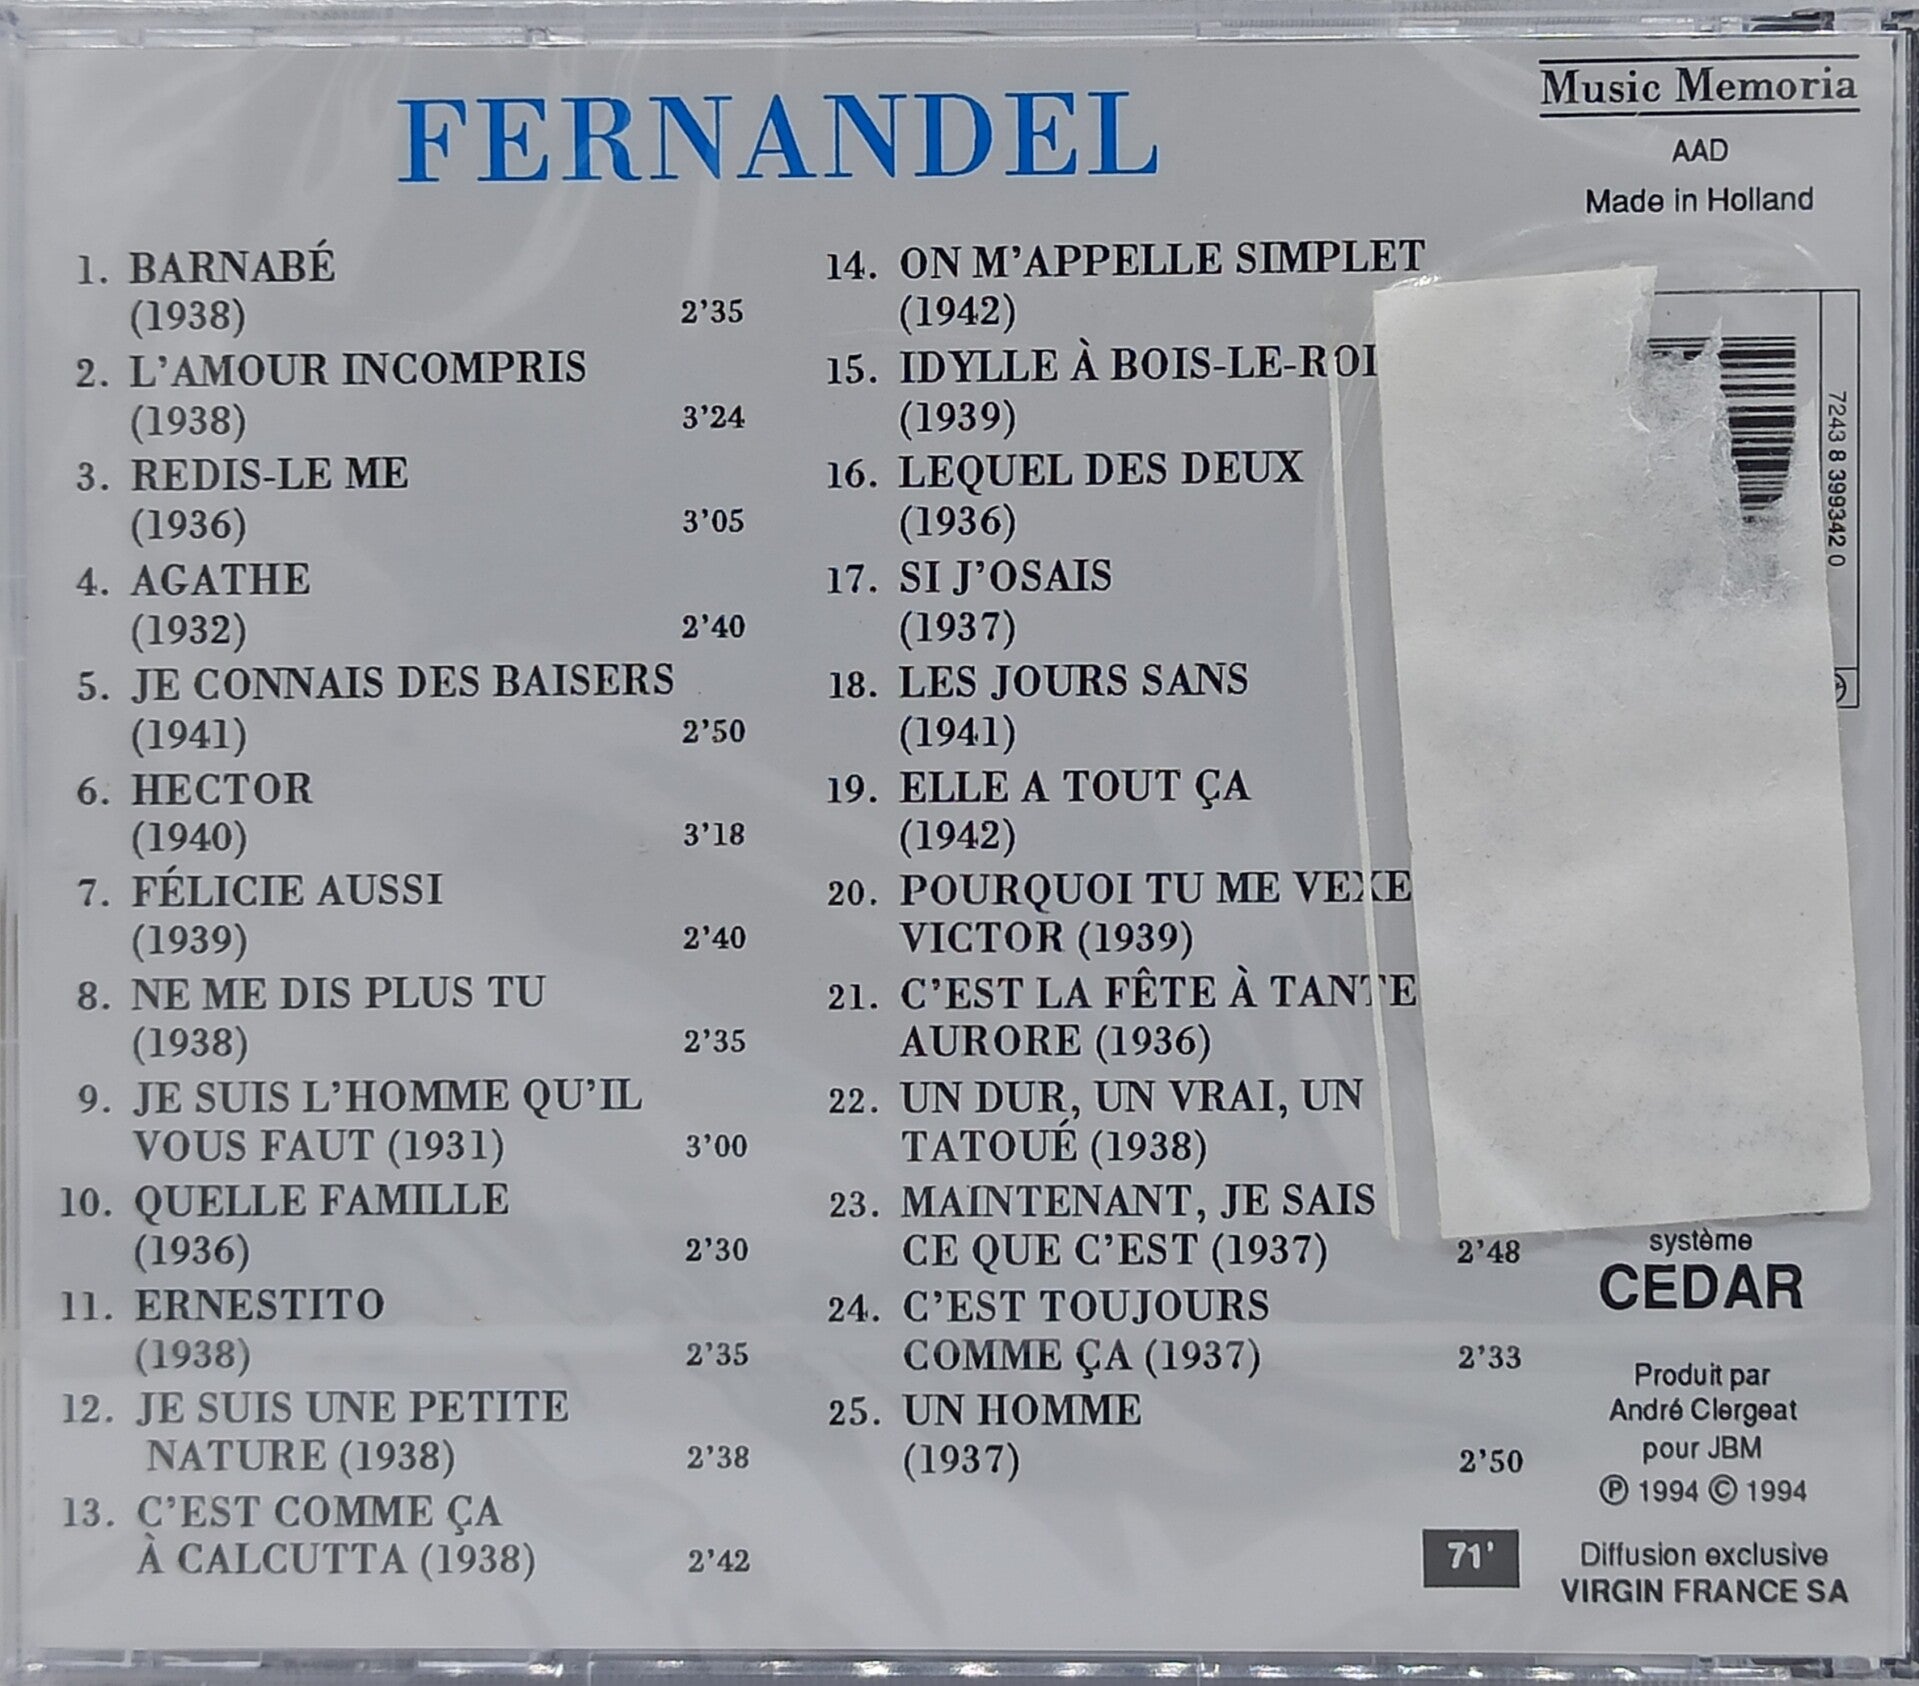 FERNANDEL
Music Memoria
AAD
Made in Holland
1. BARNABÉ
(1938) 2'35
2. L'AMOUR INCOMPRIS
(1938) 3'24
3. REDIS-LE ME
(1936) 3'05
4. AGATHE
(1932) 2'40
5. JE CONNAIS DES BAISERS
(1941) 2'50
6. HECTOR
(1940) 3'18
7. FÉLICIE AUSSI
(1939) 2'40
8. NE ME DIS PLUS TU
(1938) 2'35
9. JE SUIS L'HOMME QU'IL
VOUS FAUT (1931) 3'00
10. QUELLE FAMILLE
(1936) 2'30
11. ERNESTITO
(1938) 2'35
12. JE SUIS UNE PETITE
NATURE (1938) 2'38
13. C'EST COMME ÇA
À CALCUTTA (1938) 2'42
14. ON M'APPELLE SIMPLET
(1942)
15. IDYLLE À BOIS-LE-ROI
(1939)
16. LEQUEL DES DEUX
(1936)
17. SI J'OSAIS
(1937)
18. LES JOURS SANS
(1941)
19. ELLE A TOUT ÇA
(1942)
20. POURQUOI TU ME VEXE
VICTOR (1939)
21. C'EST LA FÊTE À TANTE
AURORE (1936)
22. UN DUR, UN VRAI, UN
TATOUÉ (1938)
23. MAINTENANT, JE SAIS
CE QUE C'EST (1937) 2'48
24. C'EST TOUJOURS
COMME ÇA (1937) 2'33
25. UN HOMME
(1937) 2'50
71'
7243 8 399342 0
système
CEDAR
Produit par
André Clergeat
pour JBM
℗ 1994 © 1994
Diffusion exclusive
VIRGIN FRANCE SA